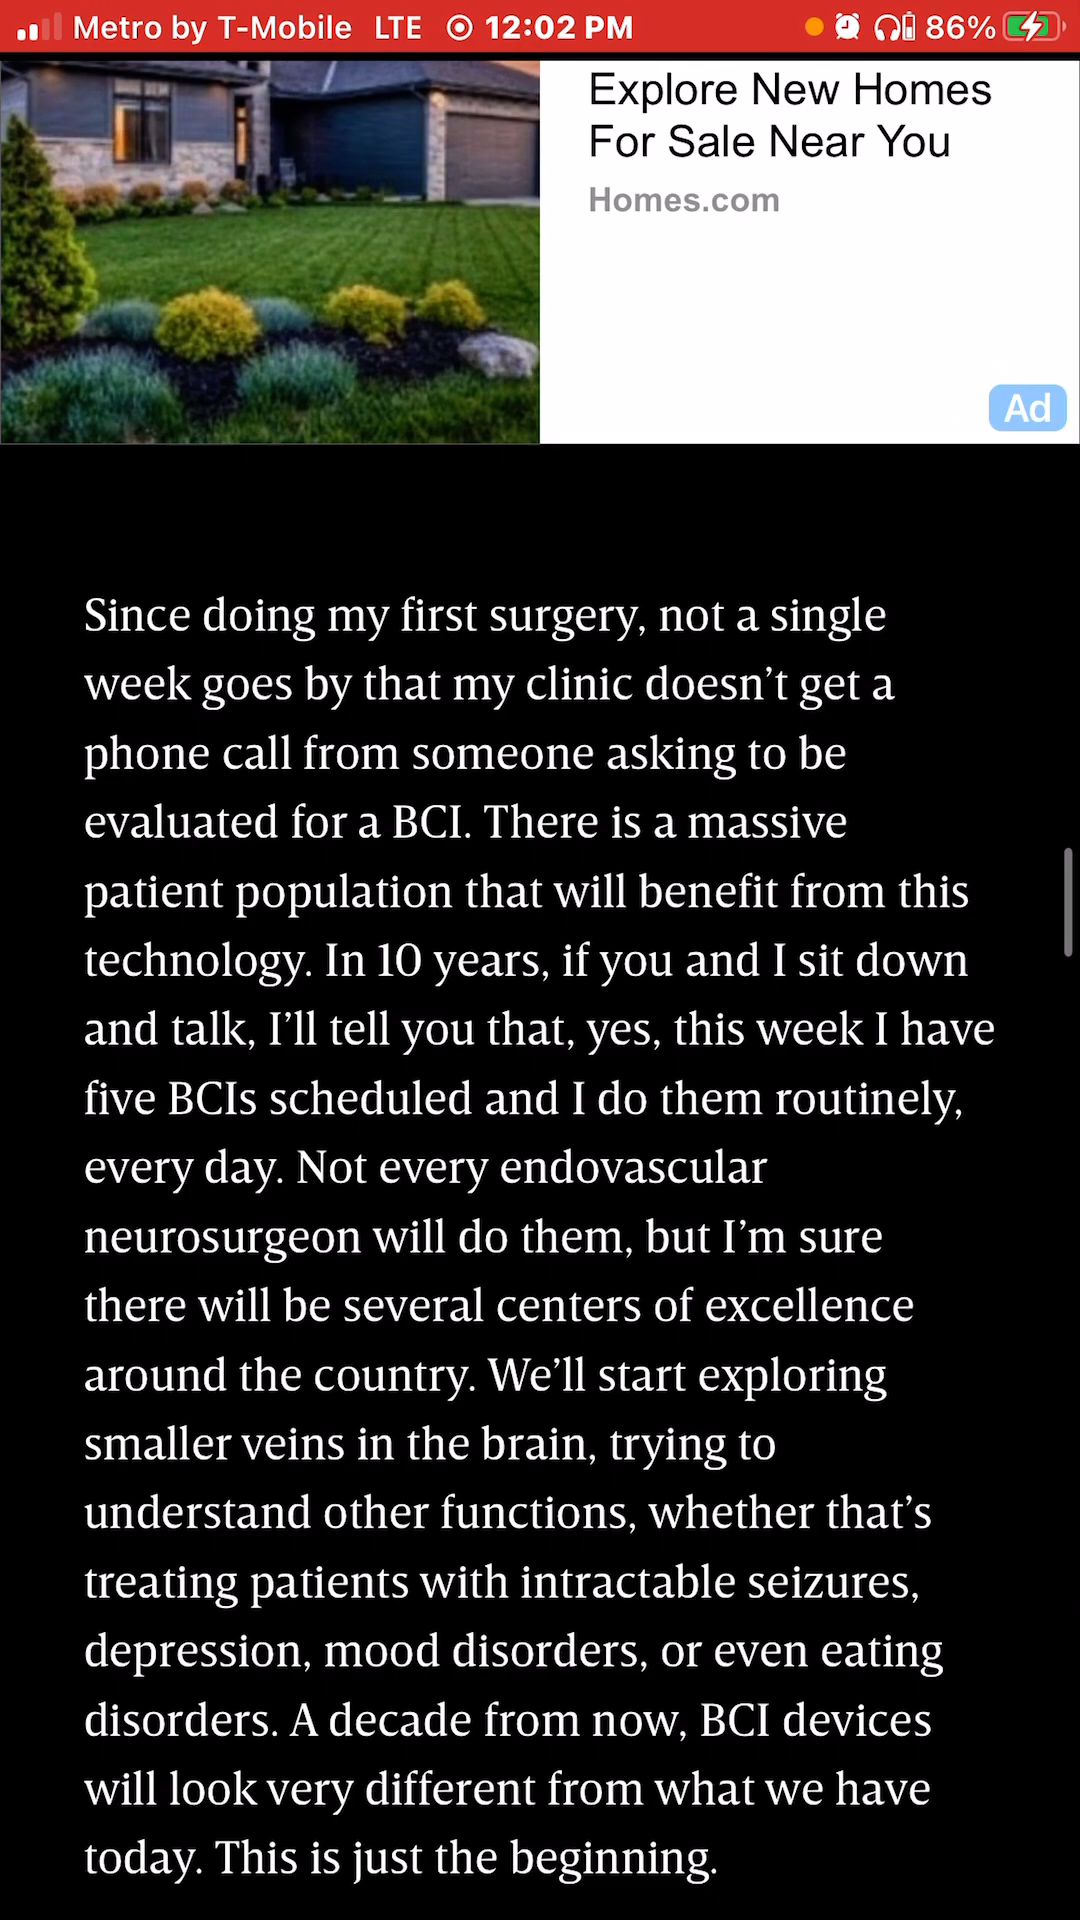 Metro by T-Mobile LTE 12:02 PM 86%
Explore New Homes
For Sale Near You
Homes.com
Ad
Since doing my first surgery, not a single
week goes by that my clinic doesn’t get a
phone call from someone asking to be
evaluated for a BCI. There is a massive
patient population that will benefit from this
technology. In 10 years, if you and I sit down
and talk, I’ll tell you that, yes, this week I have
five BCIs scheduled and I do them routinely,
every day. Not every endovascular
neurosurgeon will do them, but I’m sure
there will be several centers of excellence
around the country. We’ll start exploring
smaller veins in the brain, trying to
understand other functions, whether that’s
treating patients with intractable seizures,
depression, mood disorders, or even eating
disorders. A decade from now, BCI devices
will look very different from what we have
today. This is just the beginning.